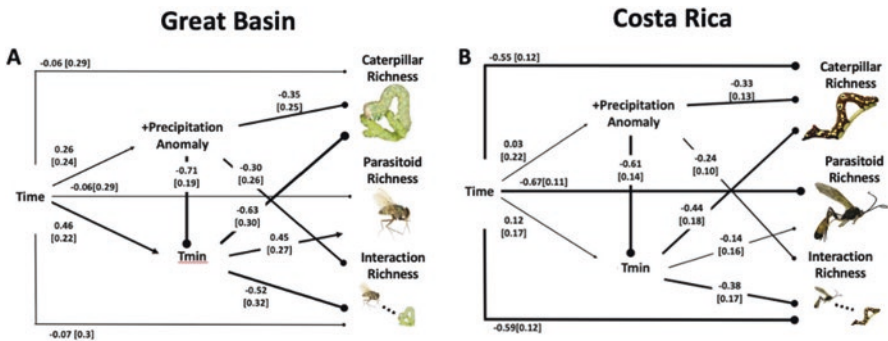 Great Basin
A
-0.06 [0.29]
Caterpillar
Richness
-0.35
[0.25]
+Precipitation
Anomaly
0.26
[0.24]
-0.71
[0.19]
-0.30
[0.26]
Parasitoid
Richness
-0.06[0.29]
Time
0.46
[0.22]
-0.63
[0.30]
0.45
[0.27]
Tmin
Interaction
Richness
-0.52
[0.32]
-0.07 [0.3]
Costa Rica
B
-0.55 [0.12]
Caterpillar
Richness
-0.33
[0.13]
+Precipitation
Anomaly
0.03
[0.22]
-0.61
[0.14]
-0.24
[0.10]
Parasitoid
Richness
-0.67[0.11]
Time
0.12
[0.17]
-0.44
[0.18]
-0.14
[0.16]
Tmin
Interaction
Richness
-0.38
[0.17]
-0.59[0.12]